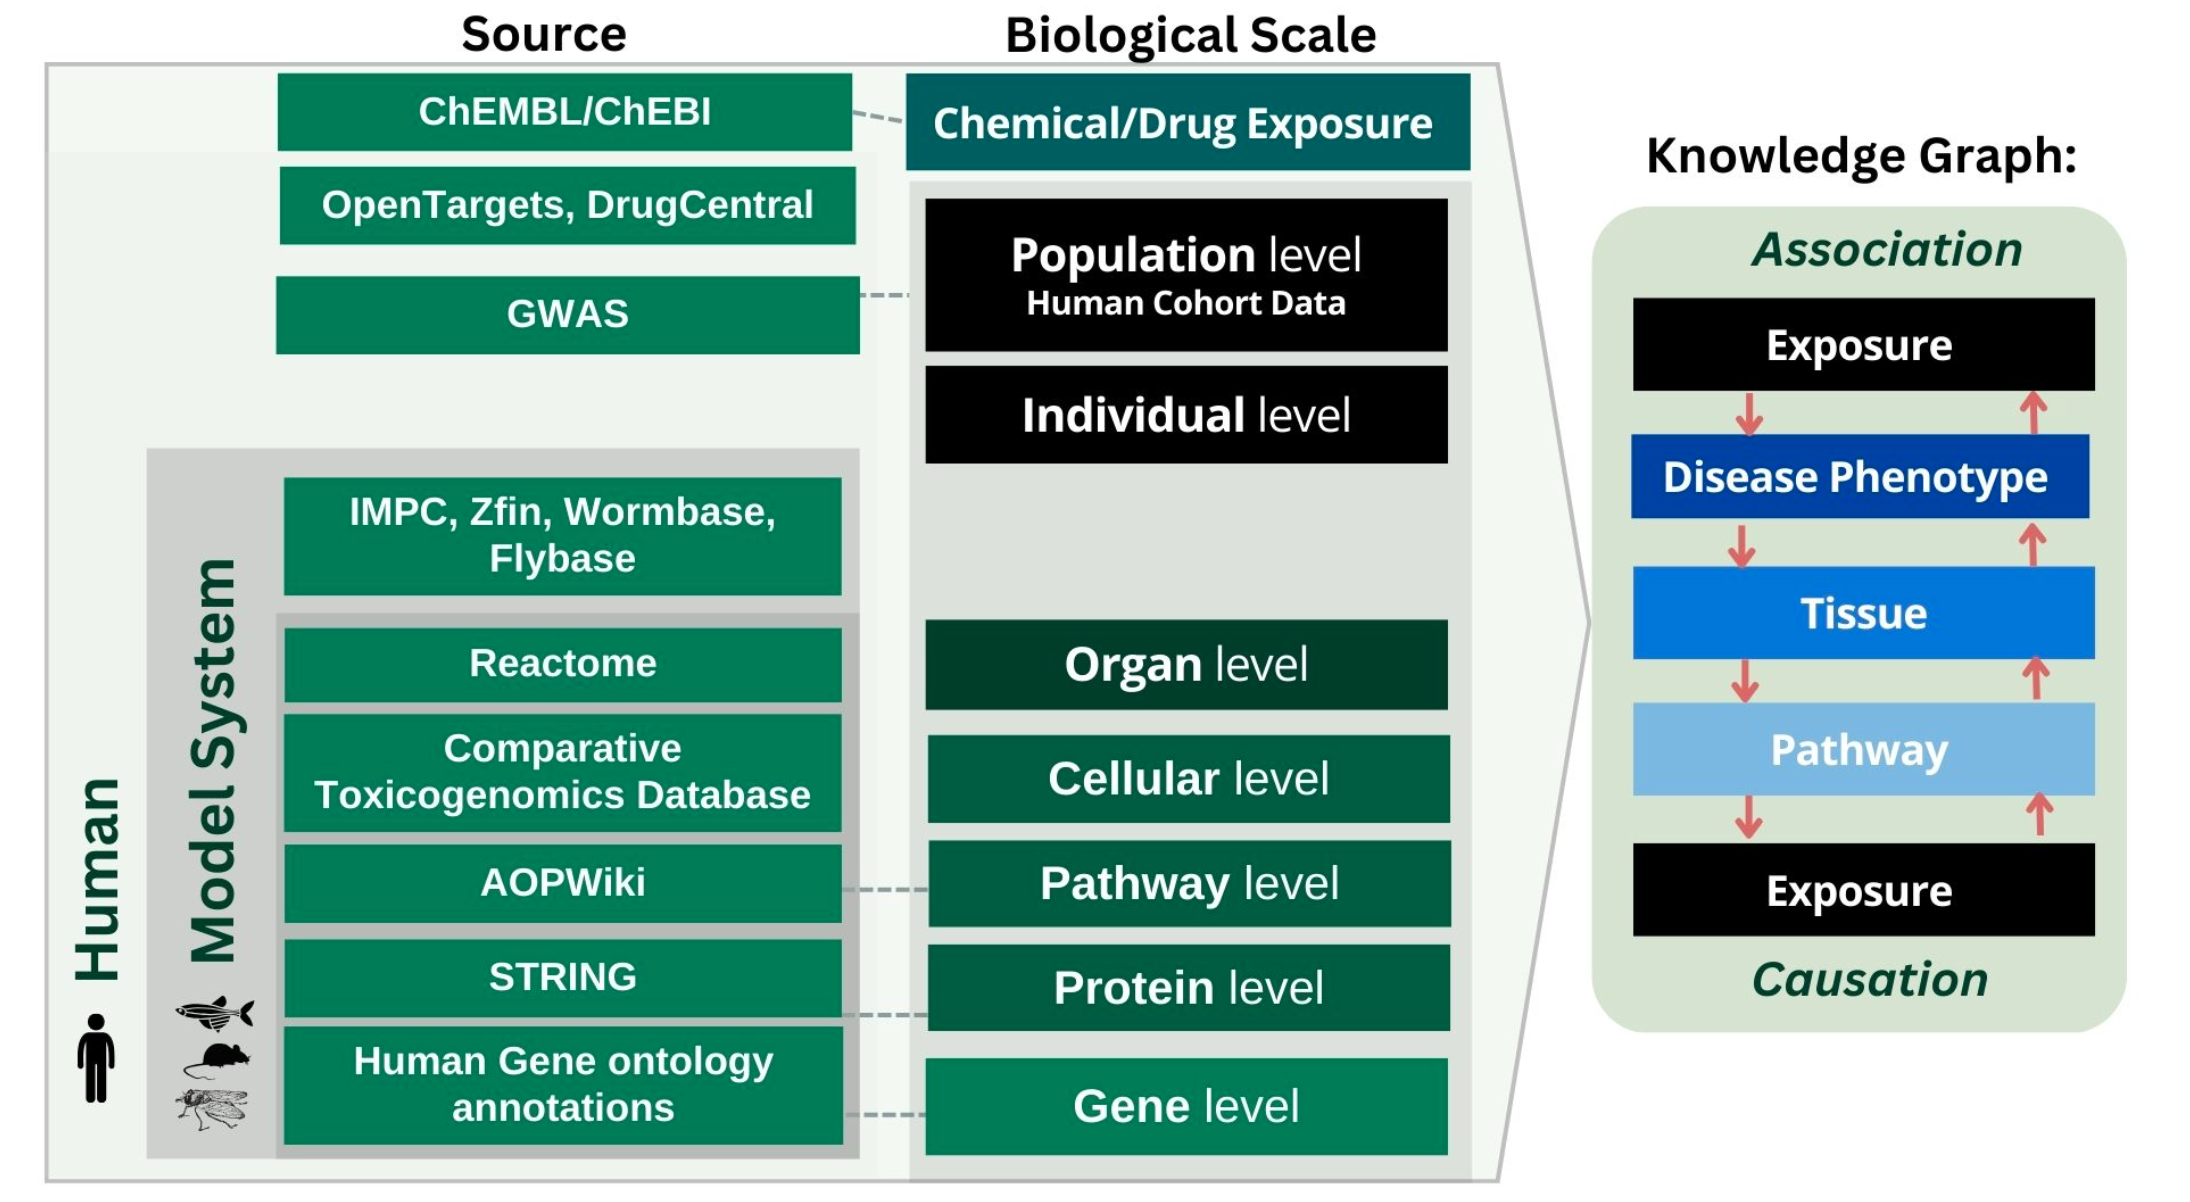 Source
Biological Scale
ChEMBL/ChEBI
OpenTargets, DrugCentral
GWAS
IMPC, Zfin, Wormbase,
Flybase
Reactome
Comparative
Toxicogenomics Database
AOPWiki
STRING
Human Gene ontology
annotations
Human
Model System
Chemical/Drug Exposure
Population level
Human Cohort Data
Individual level
Organ level
Cellular level
Pathway level
Protein level
Gene level
Knowledge Graph:
Association
Exposure
Disease Phenotype
Tissue
Pathway
Exposure
Causation